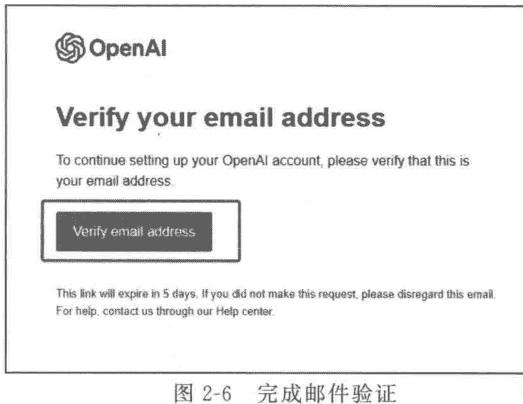 OpenAI
Verify your email address
To continue setting up your OpenAI account, please verify that this is
your email address.
Verify email address
This link will expire in 5 days. If you did not make this request, please disregard this email.
For help, contact us through our Help center.
图 2-6 完成邮件验证